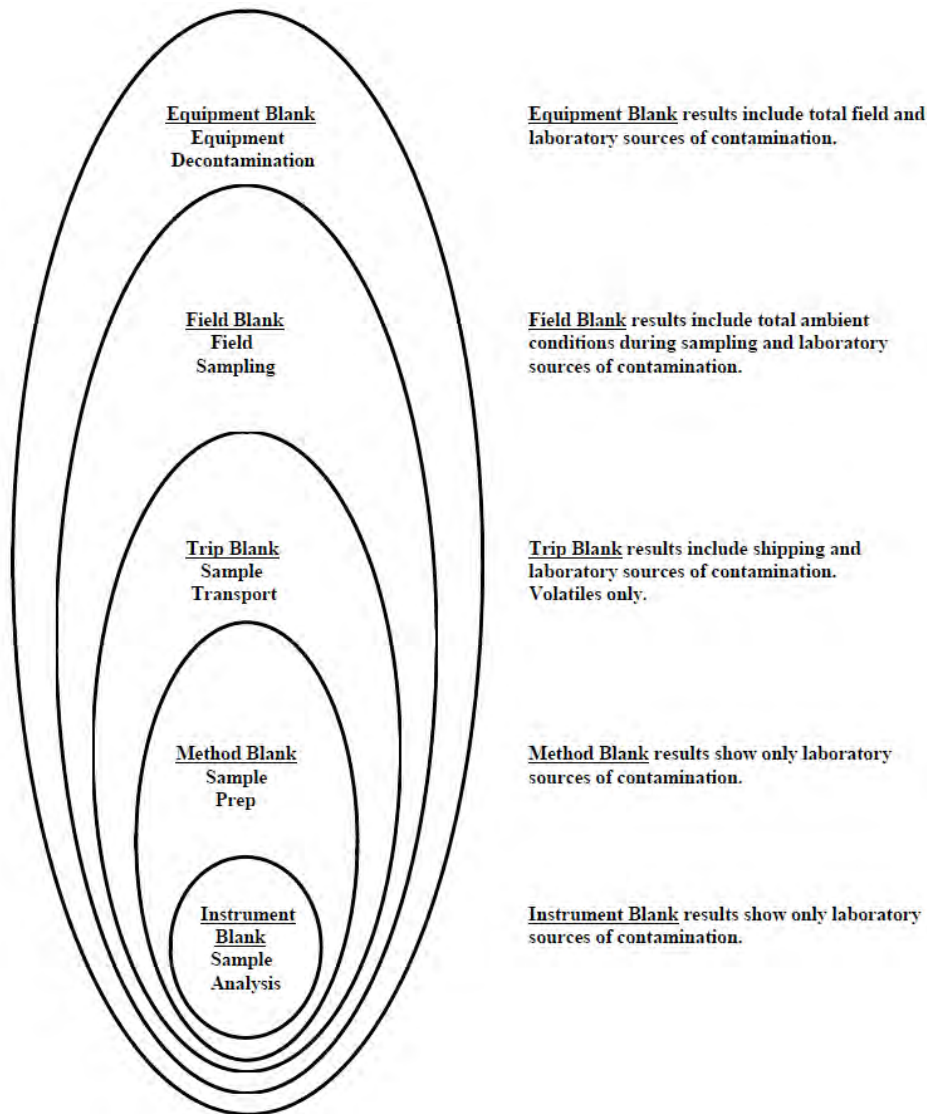 Equipment Blank
Equipment
Decontamination
Equipment Blank results include total field and
laboratory sources of contamination.
Field Blank
Field
Sampling
Field Blank results include total ambient
conditions during sampling and laboratory
sources of contamination.
Trip Blank
Sample
Transport
Trip Blank results include shipping and
laboratory sources of contamination.
Volatiles only.
Method Blank
Sample
Prep
Method Blank results show only laboratory
sources of contamination.
Instrument
Blank
Sample
Analysis
Instrument Blank results show only laboratory
sources of contamination.